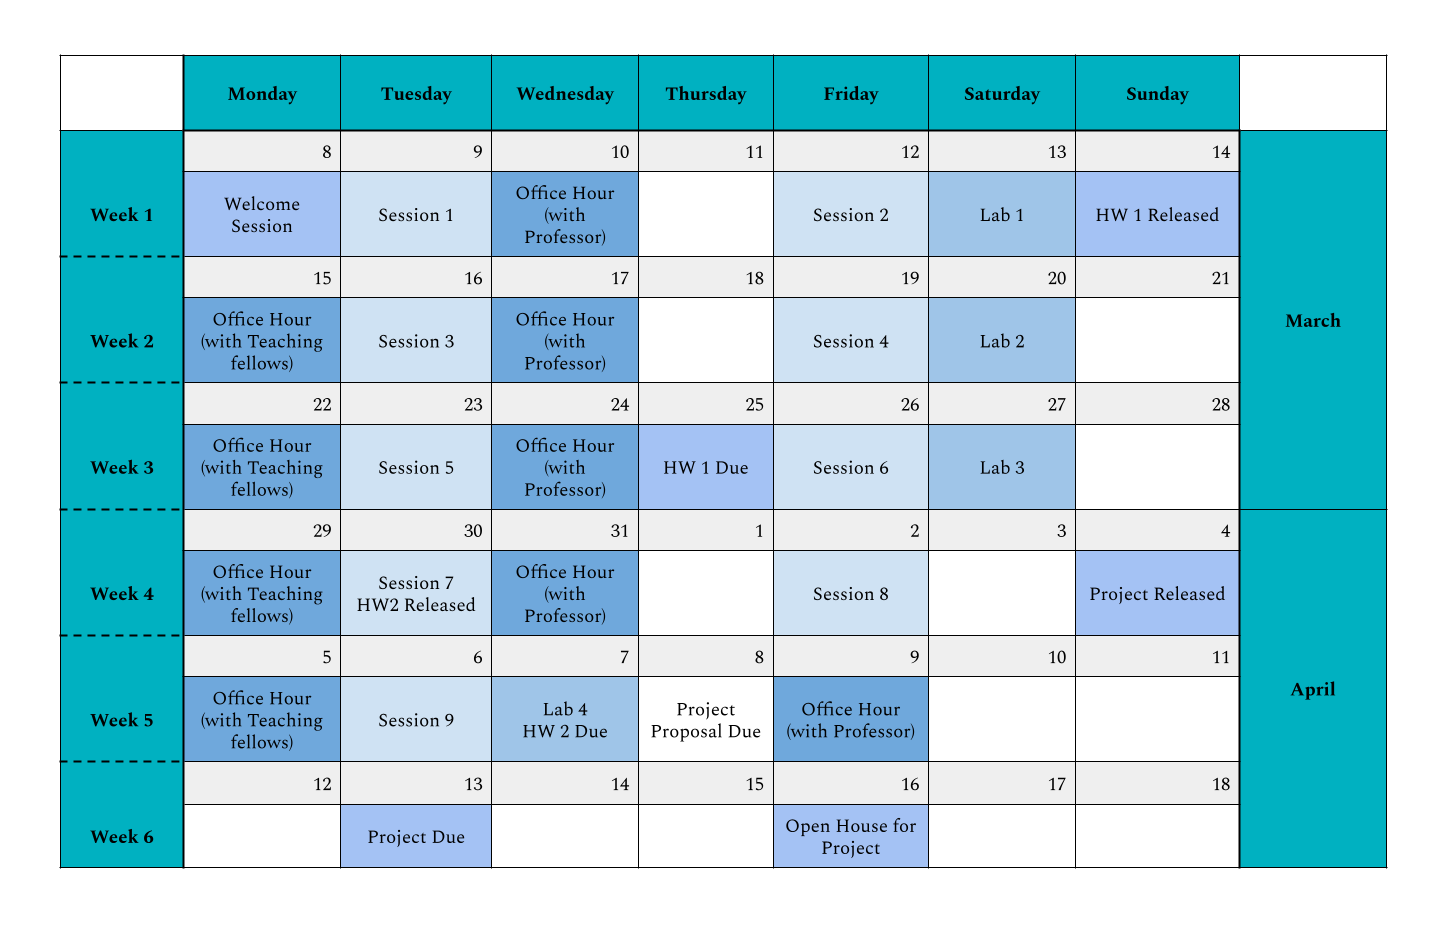 Monday Tuesday Wednesday Thursday Friday Saturday Sunday
8 9 10 11 12 13 14
Week 1
Welcome
Session
Session 1
Office Hour
(with
Professor)
Session 2
Lab 1
HW 1 Released
March
15 16 17 18 19 20 21
Week 2
Office Hour
(with Teaching
fellows)
Session 3
Office Hour
(with
Professor)
Session 4
Lab 2
22 23 24 25 26 27 28
Week 3
Office Hour
(with Teaching
fellows)
Session 5
Office Hour
(with
Professor)
HW 1 Due
Session 6
Lab 3
29 30 31 1 2 3 4
Week 4
Office Hour
(with Teaching
fellows)
Session 7
HW2 Released
Office Hour
(with
Professor)
Session 8
Project Released
April
5 6 7 8 9 10 11
Week 5
Office Hour
(with Teaching
fellows)
Session 9
Lab 4
HW 2 Due
Project
Proposal Due
Office Hour
(with Professor)
12 13 14 15 16 17 18
Week 6
Project Due
Open House for
Project